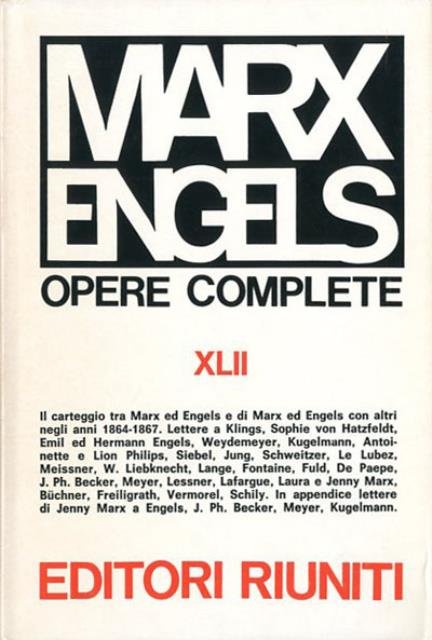 MARX
ENGELS
OPERE COMPLETE
XLII
Il carteggio tra Marx ed Engels e di Marx ed Engels con altri
negli anni 1864-1867. Lettere a Klings, Sophie von Hatzfeldt,
Emil ed Hermann Engels, Weydemeyer, Kugelmann, Antoi-
nette e Lion Philips, Siebel, Jung, Schweitzer, Le Lubez,
Meissner, W. Liebknecht, Lange, Fontaine, Fuld, De Paepe,
J. Ph. Becker, Meyer, Lessner, Lafargue, Laura e Jenny Marx,
Büchner, Freiligrath, Vermorel, Schily. In appendice lettere
di Jenny Marx a Engels, J. Ph. Becker, Meyer, Kugelmann.
EDITORI RIUNITI